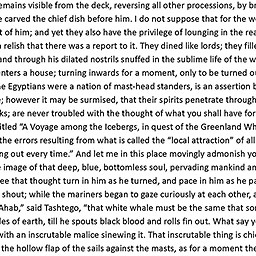 emains visible from the deck, reversing all other processions, by br
e carved the chief dish before him. I do not suppose that for the w
t of him; and yet they also have the privilege of lounging in the rea
a relish that there was a report to it. They dined like lords; they fille
and through his dilated nostrils snuffed in the sublime life of the w
enters a house; turning inwards for a moment, only to be turned ou
he Egyptians were a nation of mast-head standers, is an assertion b
e; however it may be surmised, that their spirits penetrate through
ks; are never troubled with the thought of what you shall have for
titled "A Voyage among the Icebergs, in quest of the Greenland Wh
the errors resulting from what is called the "local attraction" of all
ng out every time." And let me in this place movingly admonish yo
e image of that deep, blue, bottomless soul, pervading mankind an
ee that thought turn in him as he turned, and pace in him as he pa
shout; while the mariners began to gaze curiously at each other, a
Ahab," said Tashtego, "that white whale must be the same that som
les of earth, till he spouts black blood and rolls fin out. What say y
with an inscrutable malice sinewing it. That inscrutable thing is chie
the hollow flap of the sails against the masts, as for a moment the